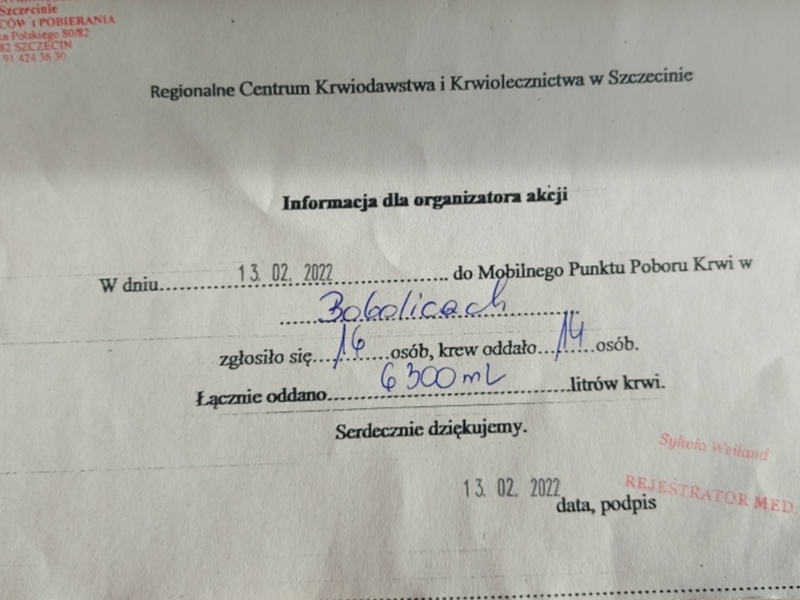 Szczecinie
CÓW I POBIERANIA
Polskiego 80/82
82 SZCZECIN
91 424 36 30
Regionalne Centrum Krwiodawstwa i Krwiolecznictwa w Szczecinie
Informacja dla organizatora akcji
W dniu 13. 02. 2022 do Mobilnego Punktu Poboru Krwi w
Bobolicach
zgłosiło się 16 osób, krew oddało 14 osób.
Łącznie oddano 6300 mL litrów krwi.
Serdecznie dziękujemy.
Sylwia Weiland
13. 02. 2022
REJESTRATOR MED.
data, podpis